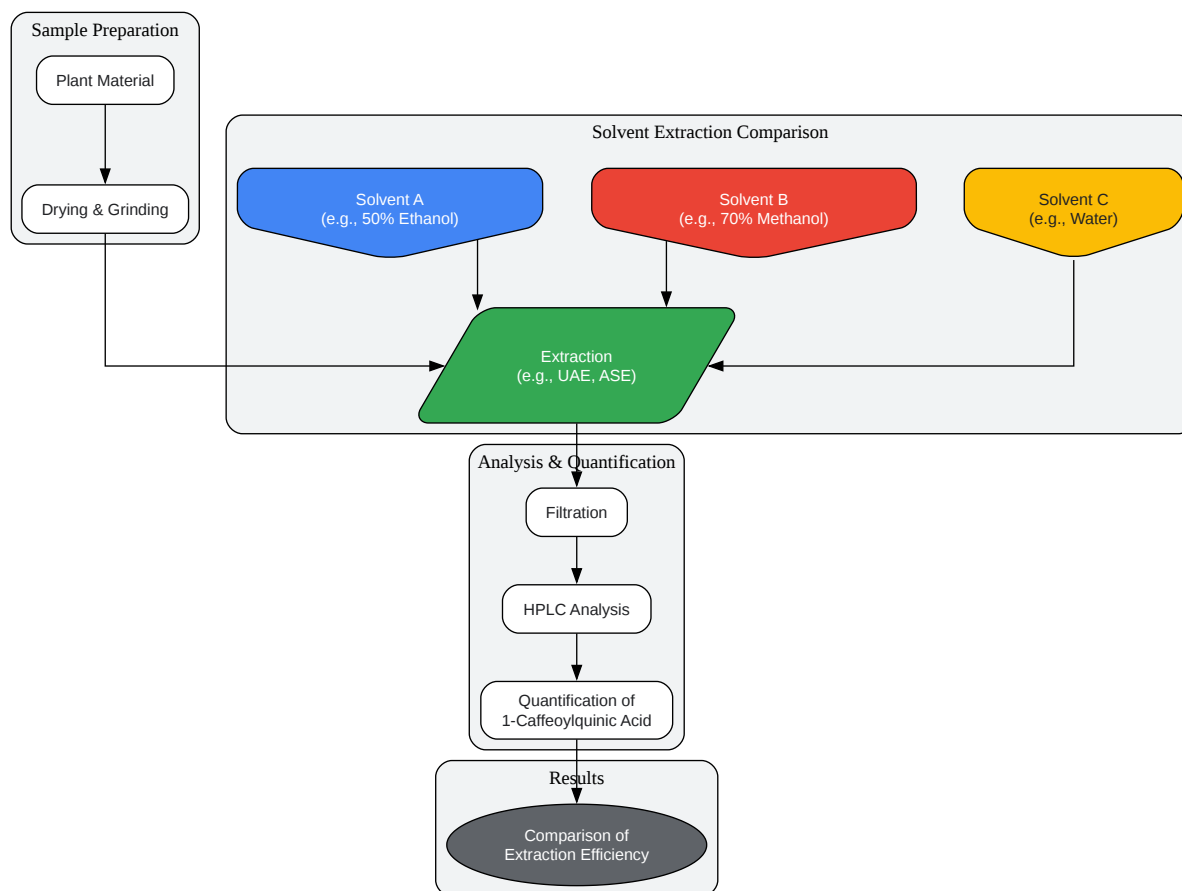 Sample Preparation
Plant Material
Drying & Grinding
Solvent Extraction Comparison
Solvent A
(e.g., 50% Ethanol)
Solvent B
(e.g., 70% Methanol)
Solvent C
(e.g., Water)
Extraction
(e.g., UAE, ASE)
Analysis & Quantification
Filtration
HPLC Analysis
Quantification of
1-Caffeoylquinic Acid
Results
Comparison of
Extraction Efficiency